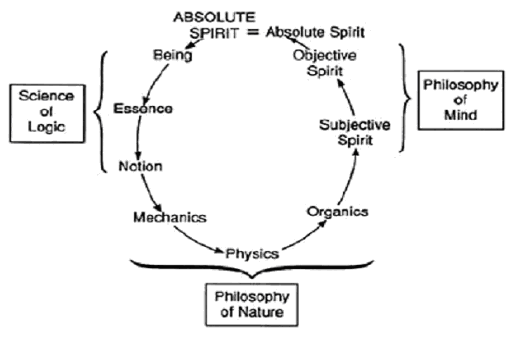 ABSOLUTE
SPIRIT = Absolute Spirit
Being
Objective
Spirit
Science
of
Logic
Essence
Philosophy
of
Mind
Subjective
Spirit
Notion
Mechanics
Organics
Physics
Philosophy
of Nature